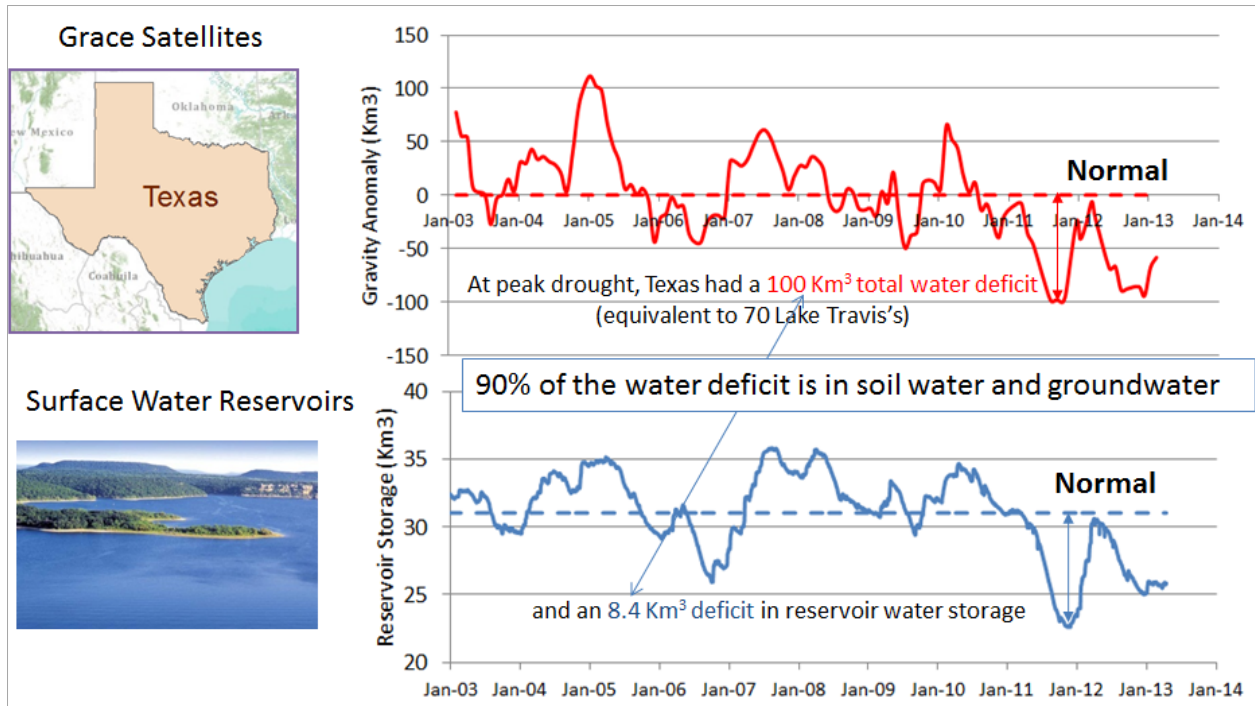 Grace Satellites
Oklahoma
ew Mexico
Arka
Texas
Lo
hihuahua
Coahuila
Gravity Anomaly (Km3)
150
100
50
0
-50
-100
-150
Jan-03 Jan-04 Jan-05 Jan-06 Jan-07 Jan-08 Jan-09 Jan-10 Jan-11 Jan-12 Jan-13 Jan-14
Normal
At peak drought, Texas had a 100 Km³ total water deficit
(equivalent to 70 Lake Travis's)
90% of the water deficit is in soil water and groundwater
Surface Water Reservoirs
Reservoir Storage (Km3)
40
35
30
25
20
Normal
and an 8.4 Km³ deficit in reservoir water storage
Jan-03 Jan-04 Jan-05 Jan-06 Jan-07 Jan-08 Jan-09 Jan-10 Jan-11 Jan-12 Jan-13 Jan-14